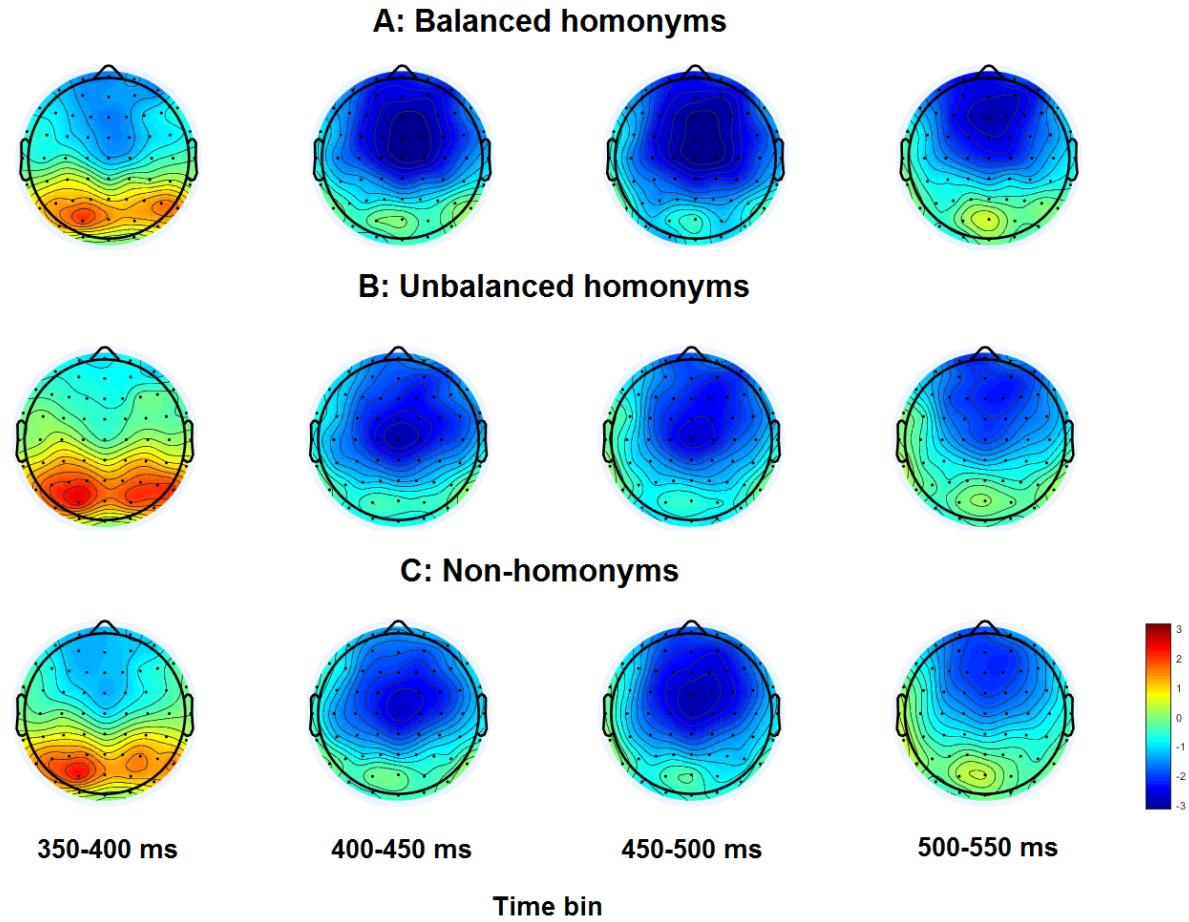 A: Balanced homonyms
B: Unbalanced homonyms
C: Non-homonyms
3
2
1
0
-1
-2
-3
350-400 ms
400-450 ms
450-500 ms
500-550 ms
Time bin